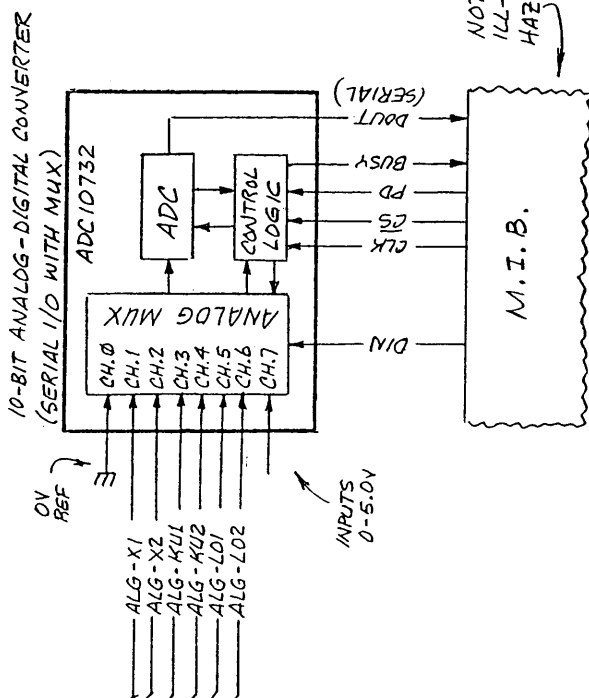 10-BIT ANALOG-DIGITAL CONVERTER
(SERIAL I/O WITH MUX)
ADC10732
0V
REF
CH.0
CH.1
CH.2
CH.3
CH.4
CH.5
CH.6
CH.7
ANALOG MUX
ADC
CONTROL
LOGIC
ALG-X1
ALG-X2
ALG-KU1
ALG-KU2
ALG-LO1
ALG-LO2
INPUTS
0-5.0V
DIN
CLK
CS
PD
BUSY
DOUT
(SERIAL)
M.I.B.
NOT
ILL-
HAZ